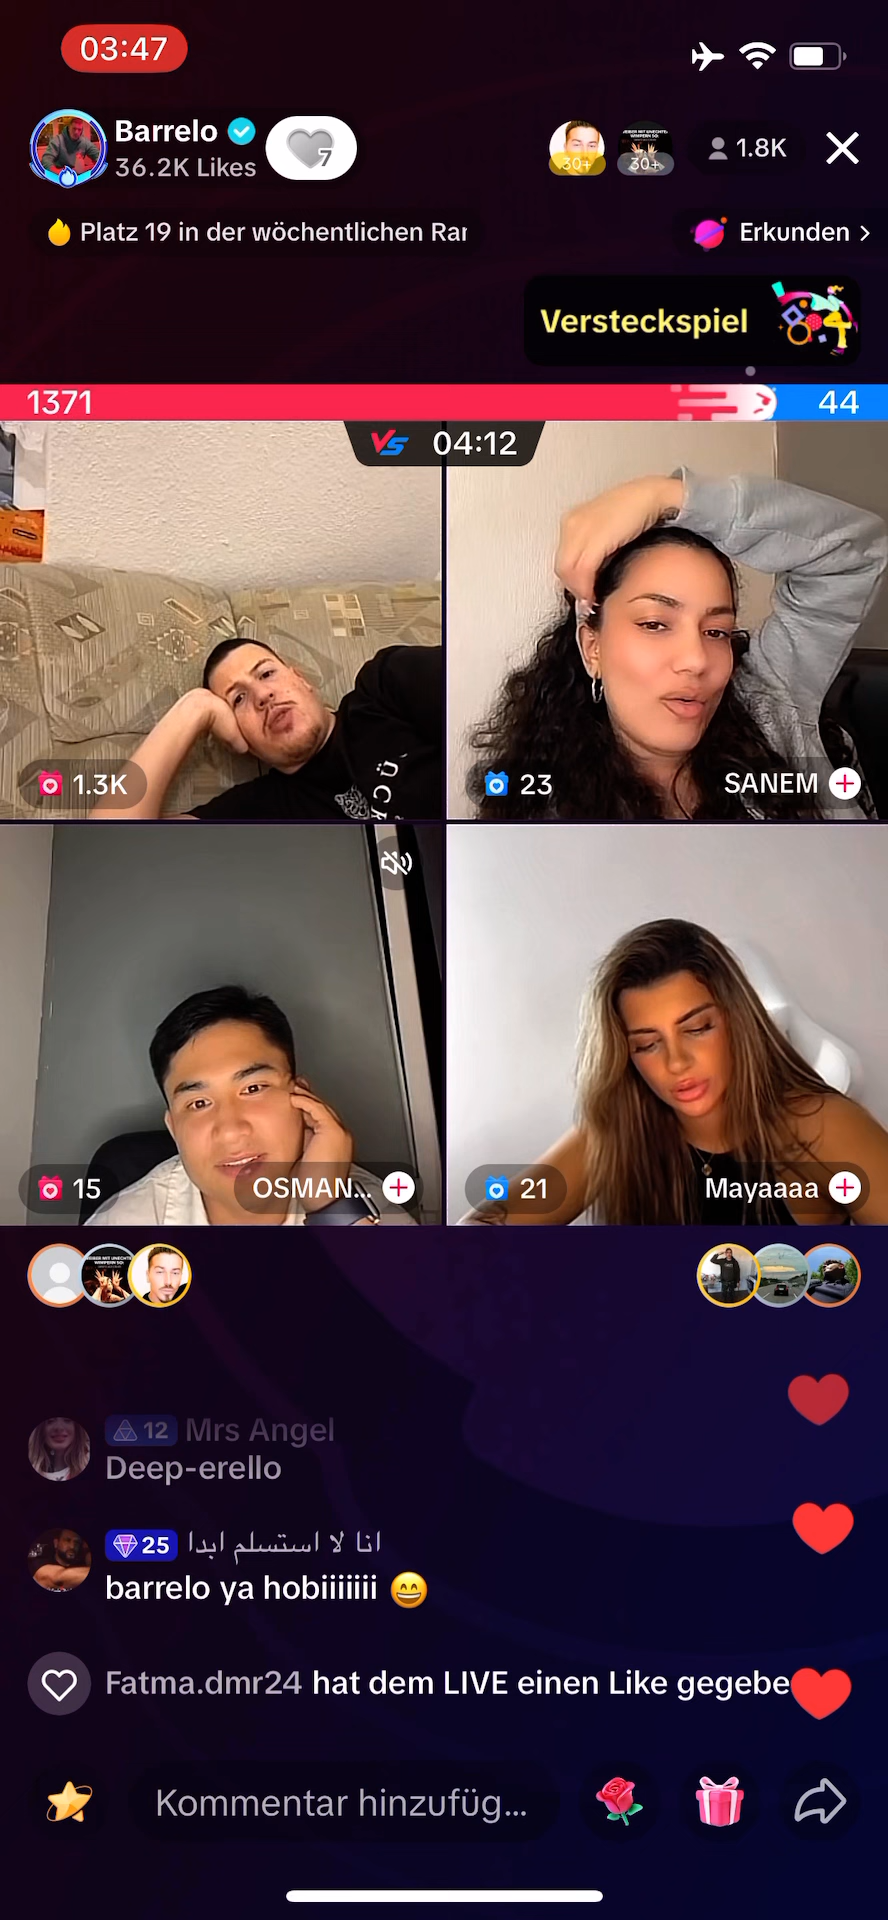 03:47
Barrelo
36.2K Likes
7
30+
30+
1.8K
Platz 19 in der wöchentlichen Rar
Erkunden >
Versteckspiel
1371
44
VS 04:12
ÜCK
1.3K
23
SANEM
15
OSMAN...
21
Mayaaaa
12 Mrs Angel
Deep-erello
25 انا لا استسلم ابدا
barrelo ya hobiiiiiii 😄
Fatma.dmr24 hat dem LIVE einen Like gegebe
Kommentar hinzufüg...